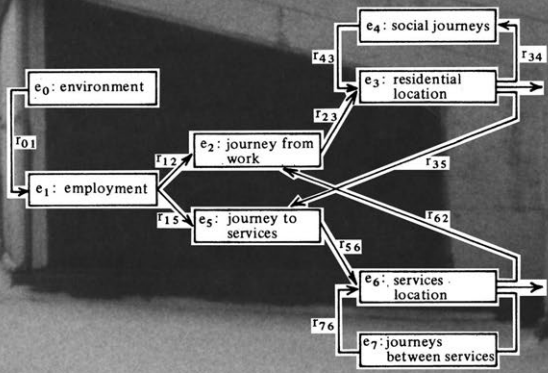 e4: social journeys
r43
r34
e0: environment
e3: residential
location
r01
r23
e2: journey from
work
r12
r35
e1: employment
r15
e5: journey to
services
r62
r56
e6: services
location
r76
e7: journeys
between services